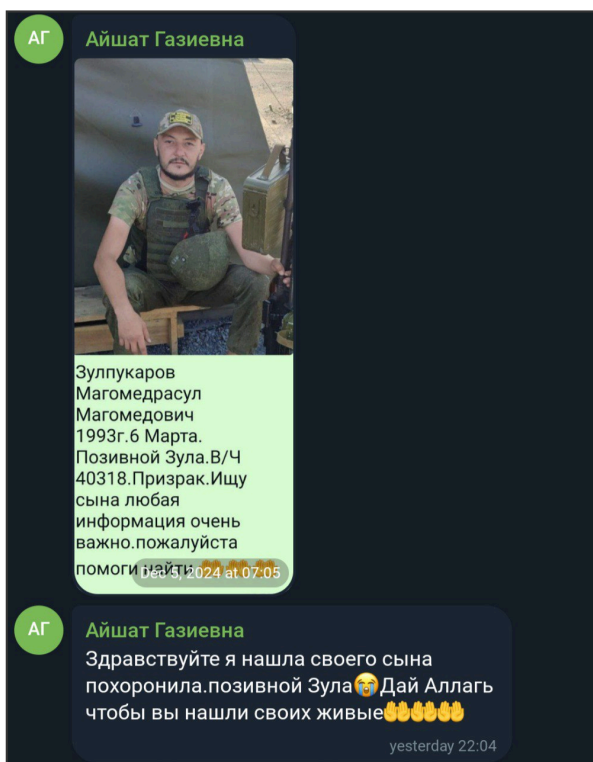 АГ
Айшат Газиевна
Зулпукаров
Магомедрасул
Магомедович
1993г.6 Марта.
Позивной Зула.В/Ч
40318.Призрак.Ищу
сына любая
информация очень
важно.пожалуйста
помоги найти 🤲🤲🤲
Dec 5, 2024 at 07:05
АГ
Айшат Газиевна
Здравствуйте я нашла своего сына
похоронила.позивной Зула😭Дай Аллагь
чтобы вы нашли своих живые🤲🤲🤲
yesterday 22:04